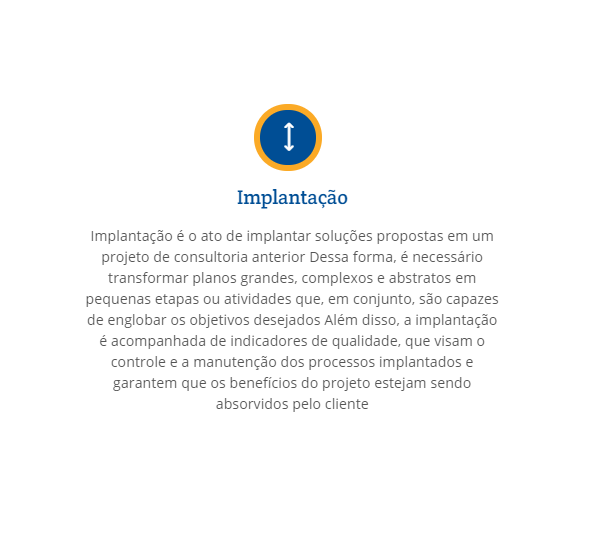 Implantação
Implantação é o ato de implantar soluções propostas em um
projeto de consultoria anterior Dessa forma, é necessário
transformar planos grandes, complexos e abstratos em
pequenas etapas ou atividades que, em conjunto, são capazes
de englobar os objetivos desejados Além disso, a implantação
é acompanhada de indicadores de qualidade, que visam o
controle e a manutenção dos processos implantados e
garantem que os benefícios do projeto estejam sendo
absorvidos pelo cliente